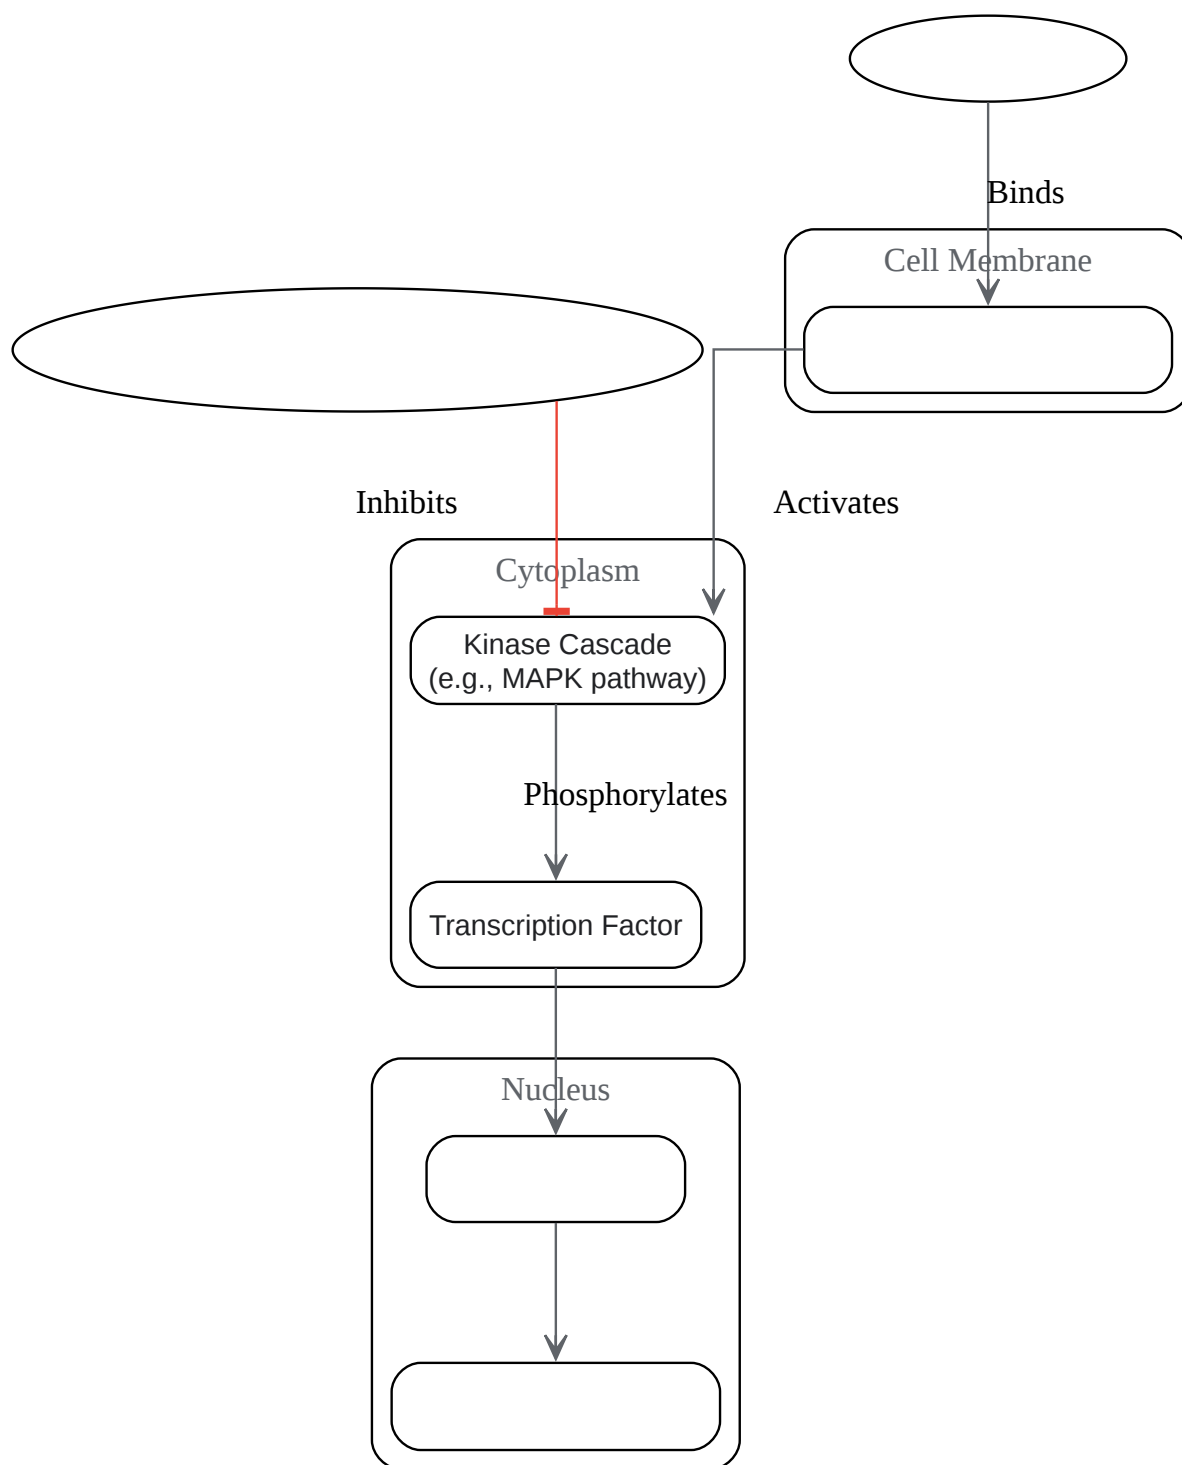 Binds
Cell Membrane
Inhibits
Activates
Cytoplasm
Kinase Cascade
(e.g., MAPK pathway)
Phosphorylates
Transcription Factor
Nucleus